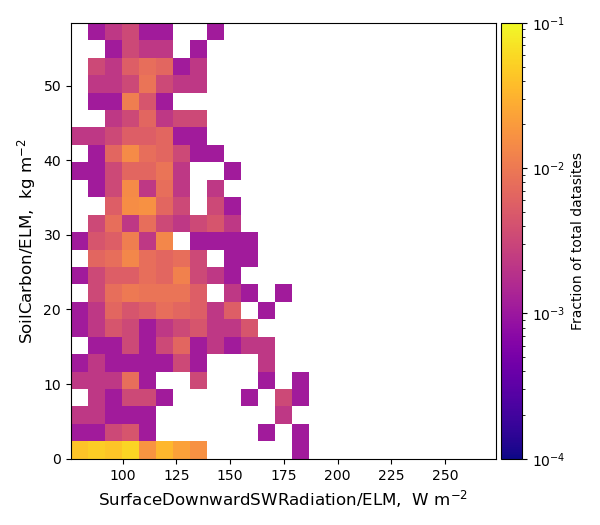 SoilCarbon/ELM,  kg m⁻²
50
40
30
20
10
0
100 125 150 175 200 225 250
SurfaceDownwardSWRadiation/ELM,  W m⁻²
10⁻¹
10⁻²
10⁻³
10⁻⁴
Fraction of total datasites